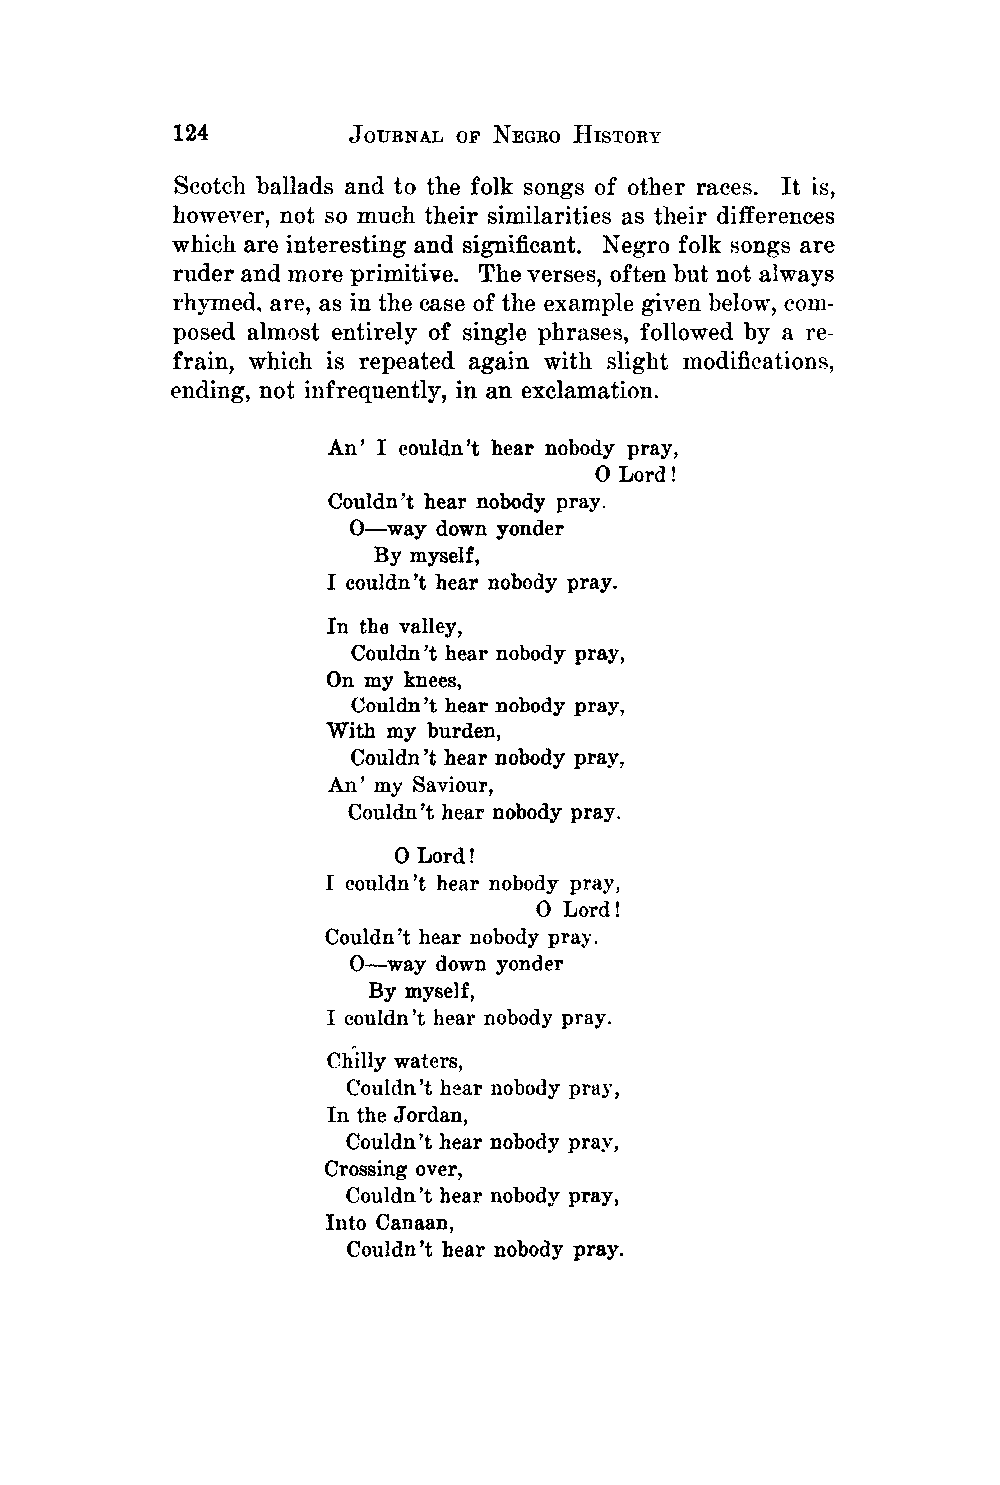 124 JOURNAL OF NEGRO HISTORY
Scotch ballads and to the folk songs of other races. It is,
however, not so much their similarities as their differences
which are interesting and significant. Negro folk songs are
ruder and more primitive. The verses, often but not always
rhymed, are, as in the case of the example given below, com-
posed almost entirely of single phrases, followed by a re-
frain, which is repeated again with slight modifications,
ending, not infrequently, in an exclamation.
An' I couldn't hear nobody pray,
O Lord!
Couldn't hear nobody pray.
O—way down yonder
By myself,
I couldn't hear nobody pray.
In the valley,
Couldn't hear nobody pray,
On my knees,
Couldn't hear nobody pray,
With my burden,
Couldn't hear nobody pray,
An' my Saviour,
Couldn't hear nobody pray.
O Lord!
I couldn't hear nobody pray,
O Lord!
Couldn't hear nobody pray.
O—way down yonder
By myself,
I couldn't hear nobody pray.
Chilly waters,
Couldn't hear nobody pray,
In the Jordan,
Couldn't hear nobody pray,
Crossing over,
Couldn't hear nobody pray,
Into Canaan,
Couldn't hear nobody pray.